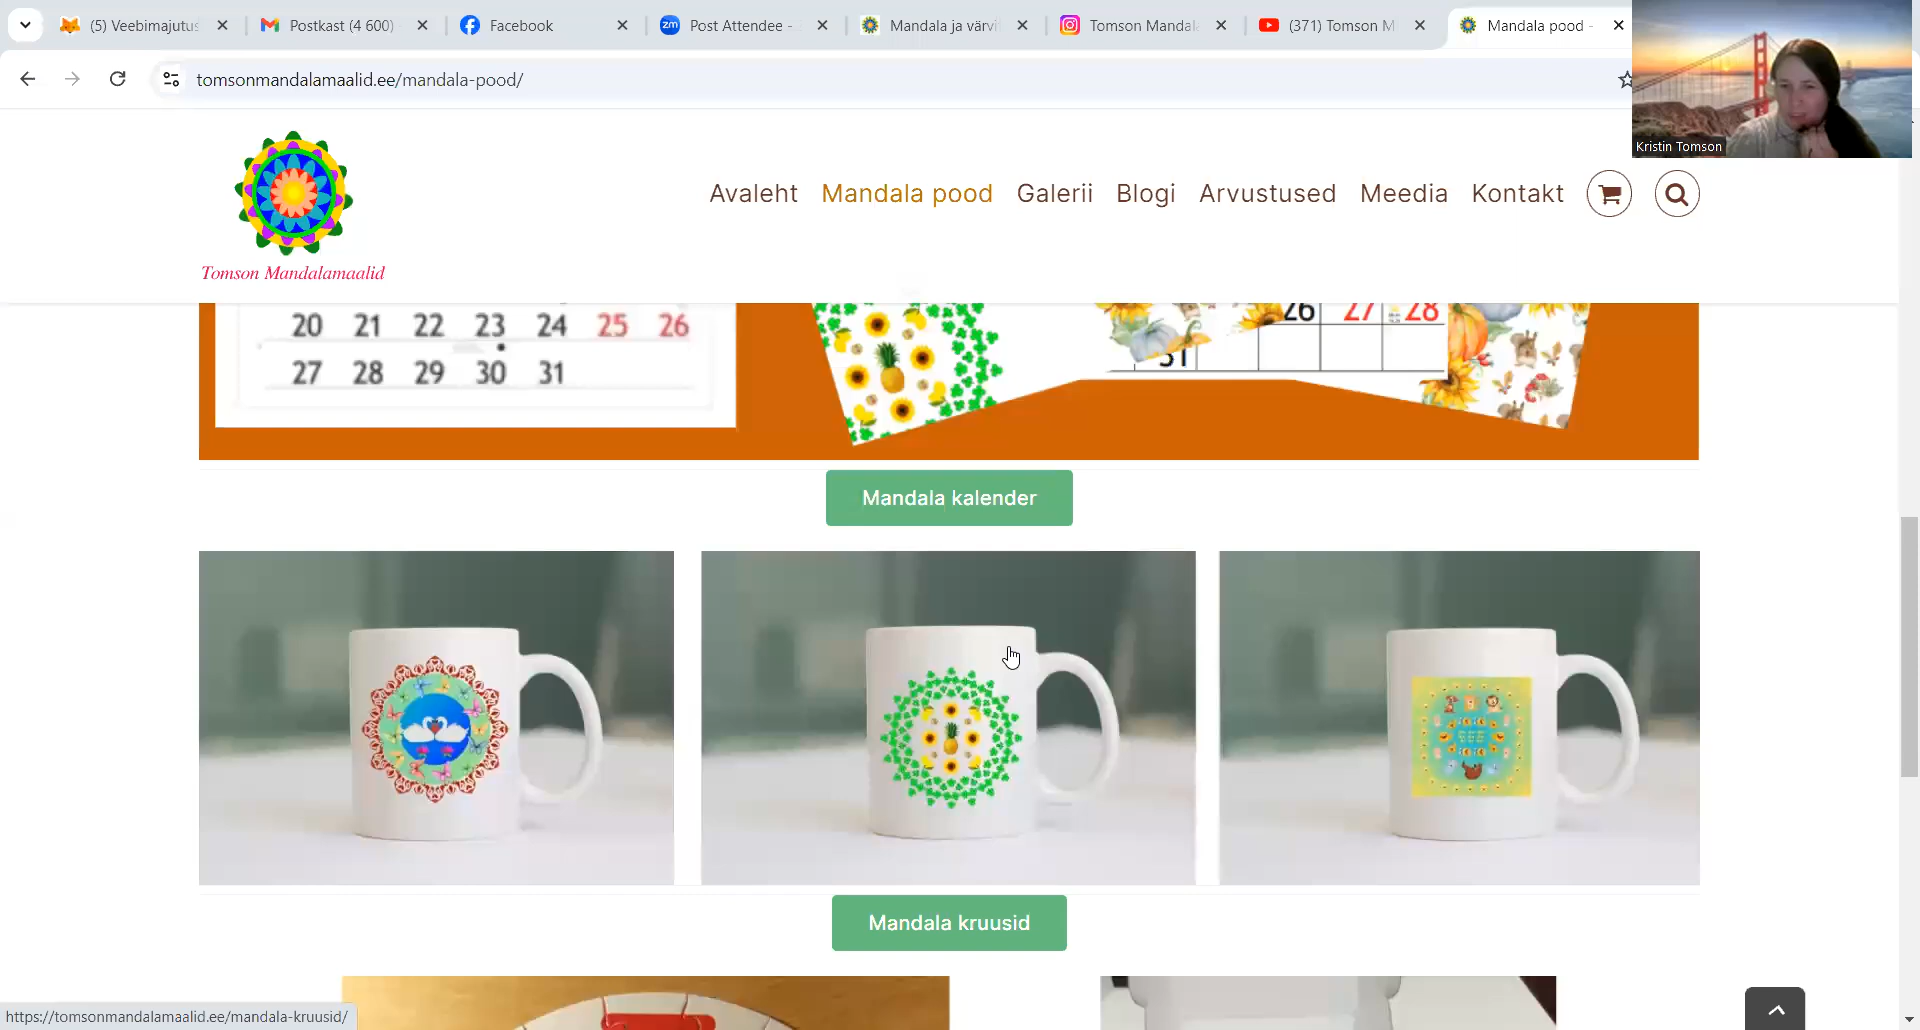 (5) Veebimajutus
Postkast (4 600)
Facebook
Post Attendee -
Mandala ja värvi
Tomson Mandala
(371) Tomson M
Mandala pood -
tomsonmandalamaalid.ee/mandala-pood/
Kristin Tomson
Tomson Mandalamaalid
Avaleht
Mandala pood
Galerii
Blogi
Arvustused
Meedia
Kontakt
20 21 22 23 24 25 26
27 28 29 30 31
26 27 28
31
Mandala kalender
Mandala kruusid
https://tomsonmandalamaalid.ee/mandala-kruusid/